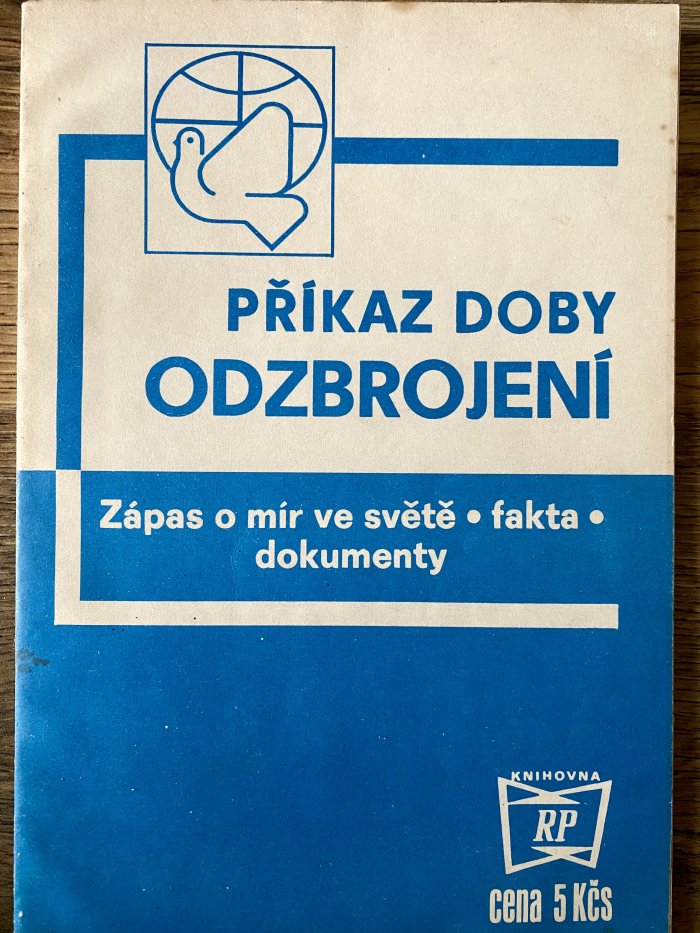 PŘÍKAZ DOBY
ODZBROJENÍ
Zápas o mír ve světě • fakta •
dokumenty
KNIHOVNA
RP
cena 5 Kčs